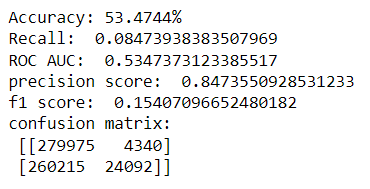 Accuracy: 53.4744%
Recall:  0.08473938383507969
ROC AUC:  0.5347373123385517
precision score:  0.8473550928531233
f1 score:  0.15407096652480182
confusion matrix:
 [[279975   4340]
 [260215  24092]]